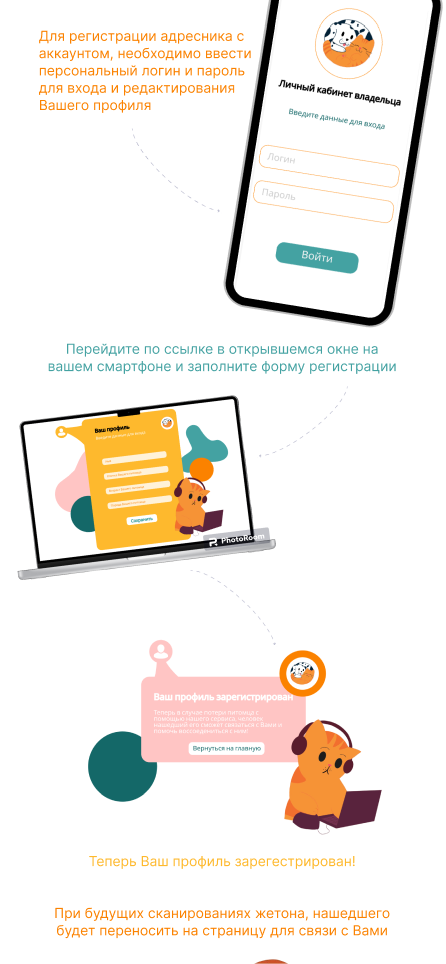 Для регистрации адресника с
аккаунтом, необходимо ввести
персональный логин и пароль
для входа и редактирования
Вашего профиля
Личный кабинет владельца
Введите данные для входа
Логин
Пароль
Войти
Перейдите по ссылке в открывшемся окне на
вашем смартфоне и заполните форму регистрации
Ваш профиль
Сохранить
PhotoRoom
Ваш профиль зарегистрирован
Теперь в случае потери питомца с
помощью нашего сервиса, человек
нашедший его сможет связаться с Вами и
помочь воссоединиться с ним!
Вернуться на главную
Теперь Ваш профиль зарегестрирован!
При будущих сканированиях жетона, нашедшего
будет переносить на страницу для связи с Вами